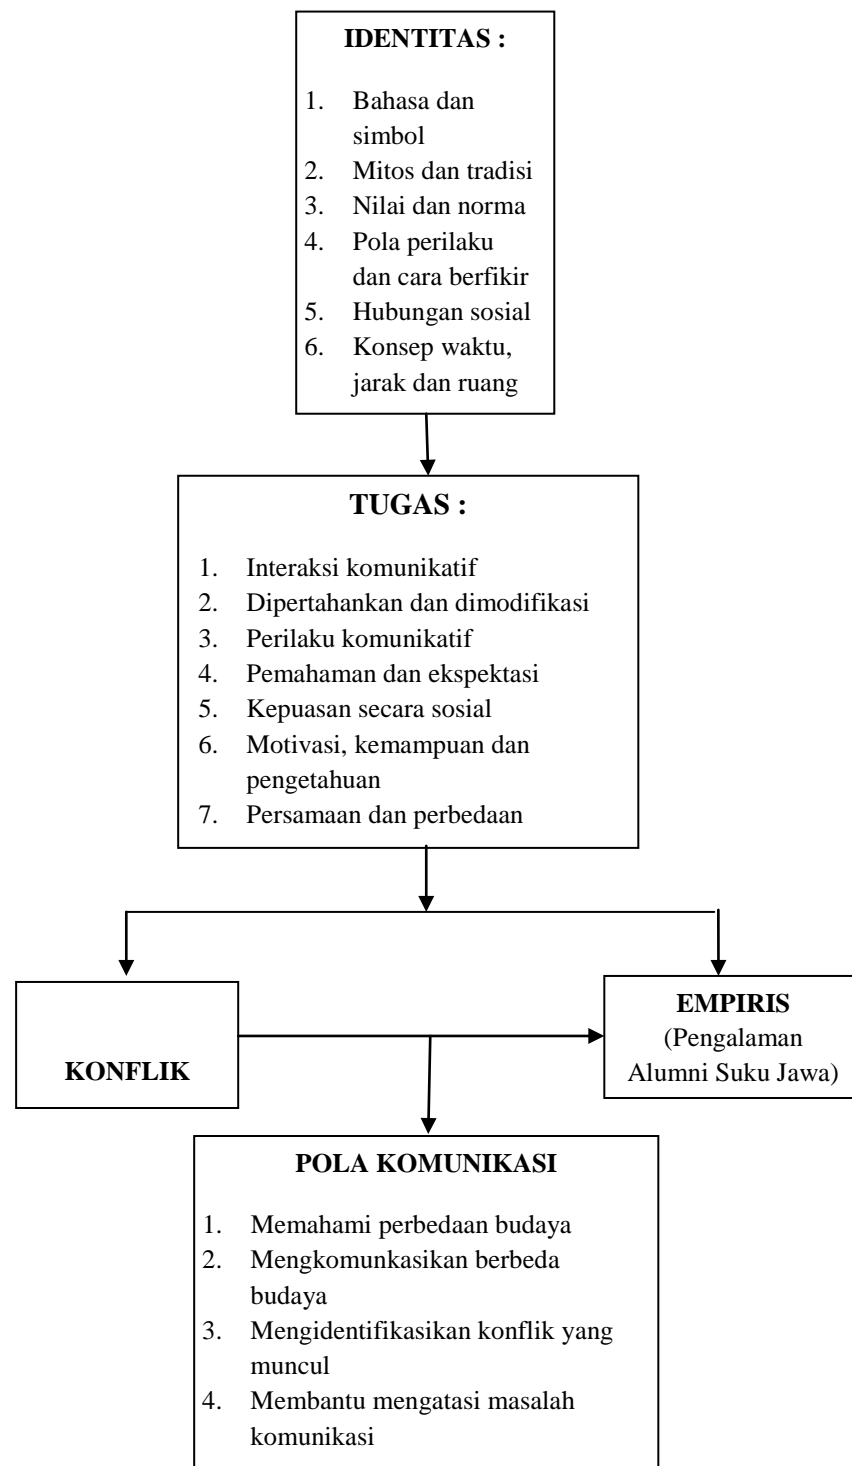 IDENTITAS :
1. Bahasa dan
simbol
2. Mitos dan tradisi
3. Nilai dan norma
4. Pola perilaku
dan cara berfikir
5. Hubungan sosial
6. Konsep waktu,
jarak dan ruang
TUGAS :
1. Interaksi komunikatif
2. Dipertahankan dan dimodifikasi
3. Perilaku komunikatif
4. Pemahaman dan ekspektasi
5. Kepuasan secara sosial
6. Motivasi, kemampuan dan
pengetahuan
7. Persamaan dan perbedaan
KONFLIK
EMPIRIS
(Pengalaman
Alumni Suku Jawa)
POLA KOMUNIKASI
1. Memahami perbedaan budaya
2. Mengkomunkasikan berbeda
budaya
3. Mengidentifikasikan konflik yang
muncul
4. Membantu mengatasi masalah
komunikasi